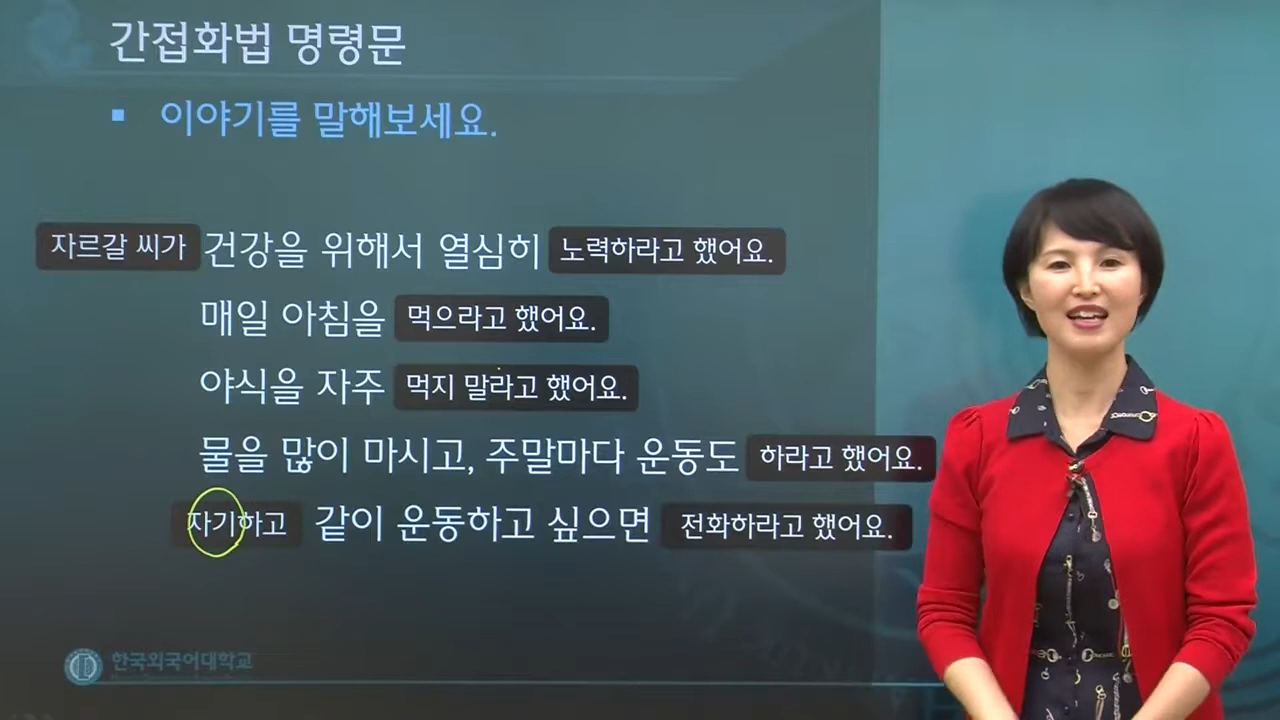 간접화법 명령문
▪ 이야기를 말해보세요.
자르갈 씨가 건강을 위해서 열심히 노력하라고 했어요.
매일 아침을 먹으라고 했어요.
야식을 자주 먹지 말라고 했어요.
물을 많이 마시고, 주말마다 운동도 하라고 했어요.
자기하고 같이 운동하고 싶으면 전화하라고 했어요.
한국외국어대학교